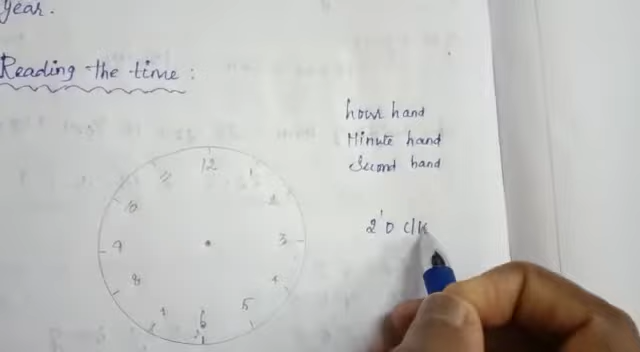 year.
Reading the time :
hour hand
Minute hand
Second hand
2'0 clk
12
1
2
3
4
5
6
8
9
10
11